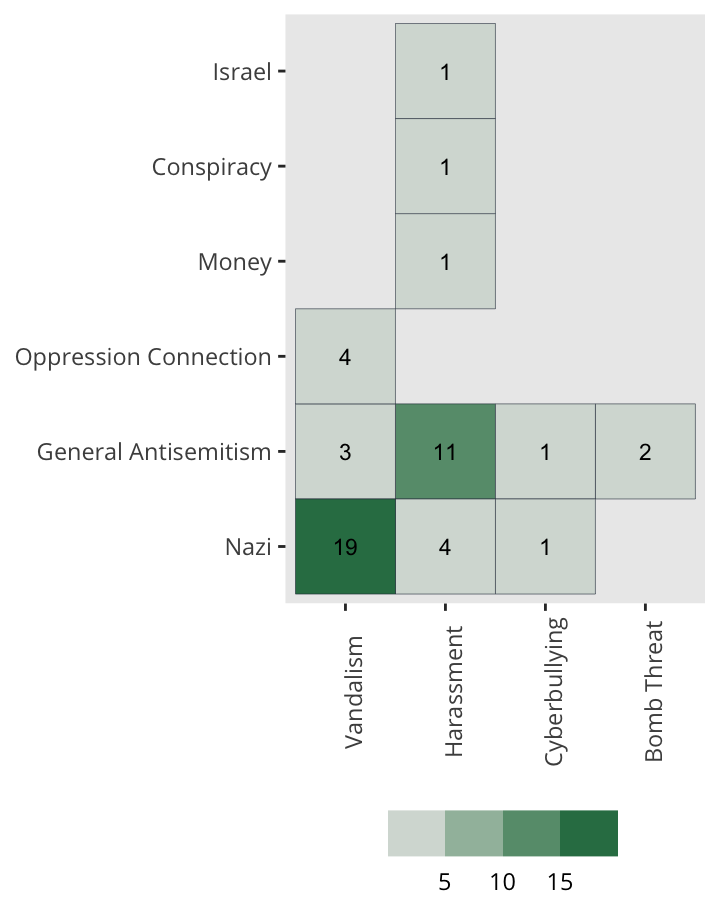 Israel 1
Conspiracy 1
Money 1
Oppression Connection 4
General Antisemitism 3 11 1 2
Nazi 19 4 1
Vandalism
Harassment
Cyberbullying
Bomb Threat
5 10 15